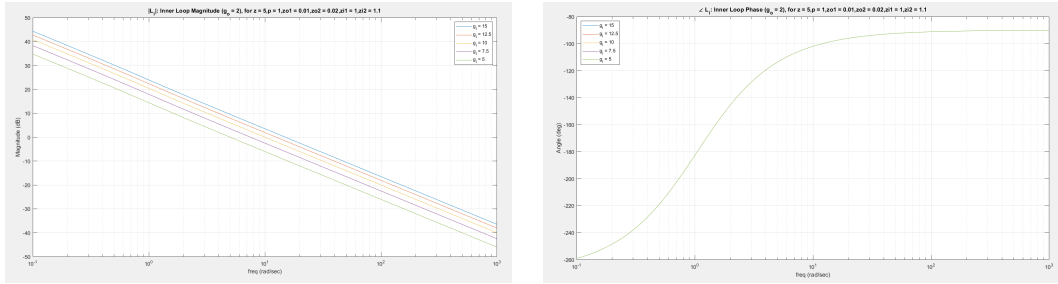 |L_i|: Inner Loop Magnitude (g_o = 2), for z = 5,p = 1,zo1 = 0.01,zo2 = 0.02,zi1 = 1,zi2 = 1.1
50
40
30
20
10
0
-10
-20
-30
-40
-50
Magnitude (dB)
g_i = 15
g_i = 12.5
g_i = 10
g_i = 7.5
g_i = 5
10^-1
10^0
10^1
10^2
10^3
freq (rad/sec)
∠ L_i: Inner Loop Phase (g_o = 2), for z = 5,p = 1,zo1 = 0.01,zo2 = 0.02,zi1 = 1,zi2 = 1.1
-80
-100
-120
-140
-160
-180
-200
-220
-240
-260
Angle (deg)
g_i = 15
g_i = 12.5
g_i = 10
g_i = 7.5
g_i = 5
10^-1
10^0
10^1
10^2
10^3
freq (rad/sec)